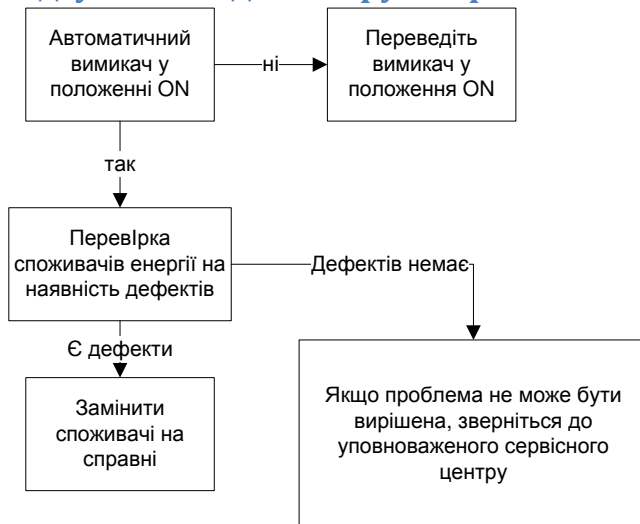 Автоматичний
вимикач у
положенні ON
ні
Переведіть
вимикач у
положення ON
так
ПеревІрка
споживачів енергії на
наявність дефектів
Дефектів немає
Є дефекти
Замінити
споживачі на
справні
Якщо проблема не може бути
вирішена, зверніться до
уповноваженого сервісного
центру